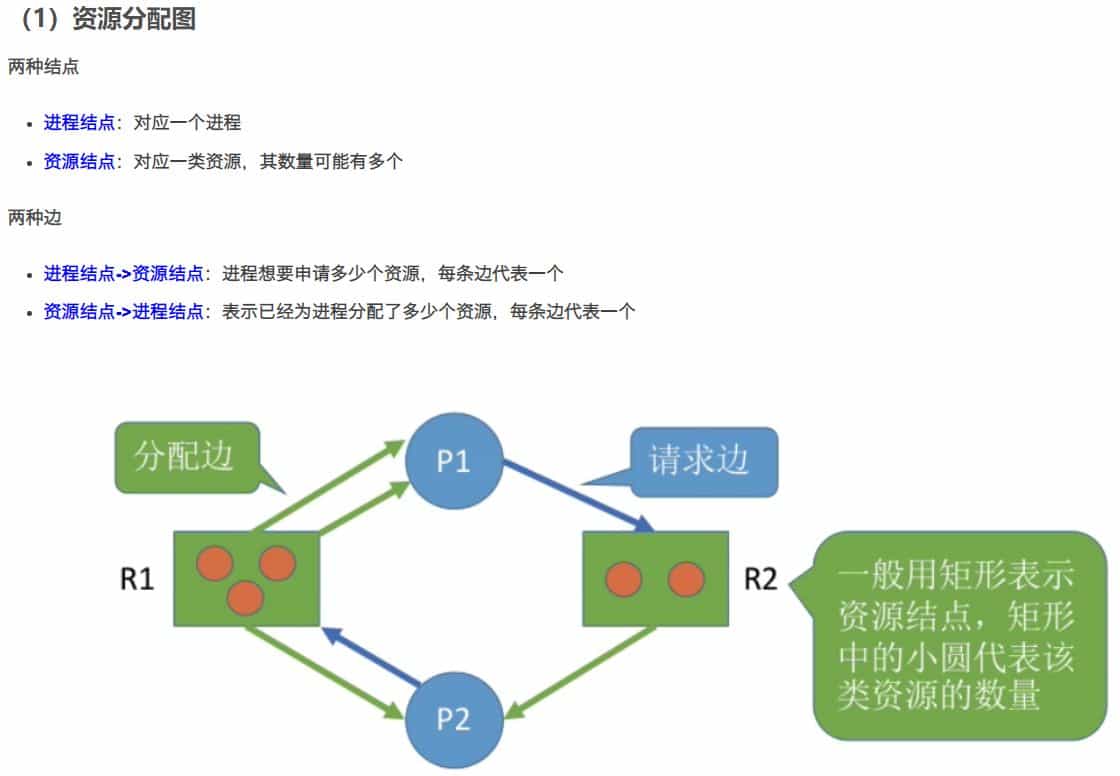 （1）资源分配图
两种结点
进程结点：对应一个进程
资源结点：对应一类资源，其数量可能有多个
两种边
进程结点->资源结点：进程想要申请多少个资源，每条边代表一个
资源结点->进程结点：表示已经为进程分配了多少个资源，每条边代表一个
分配边
P1
请求边
R1
R2
一般用矩形表示
资源结点，矩形
中的小圆代表该
类资源的数量
P2